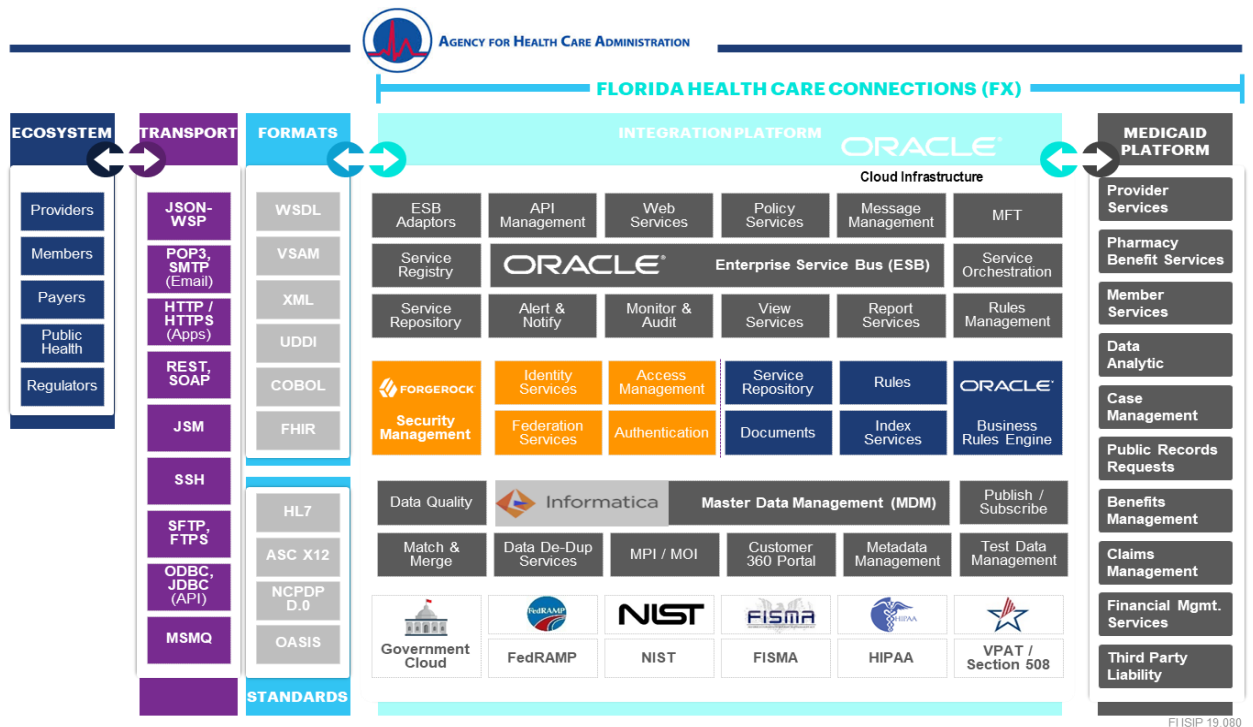 AGENCY FOR HEALTH CARE ADMINISTRATION
FLORIDA HEALTH CARE CONNECTIONS (FX)
ECOSYSTEM
Providers
Members
Payers
Public
Health
Regulators
TRANSPORT
JSON-
WSP
POP3,
SMTP
(Email)
HTTP /
HTTPS
(Apps)
REST,
SOAP
JSM
SSH
SFTP,
FTPS
ODBC,
JDBC
(API)
MSMQ
FORMATS
WSDL
VSAM
XML
UDDI
COBOL
FHIR
HL7
ASC X12
NCPDP
D.0
OASIS
STANDARDS
INTEGRATION PLATFORM
ORACLE
Cloud Infrastructure
ESB
Adaptors
API
Management
Web
Services
Policy
Services
Message
Management
MFT
Service
Registry
ORACLE Enterprise Service Bus (ESB)
Service
Orchestration
Service
Repository
Alert &
Notify
Monitor &
Audit
View
Services
Report
Services
Rules
Management
FORGEROCK
Security
Management
Identity
Services
Access
Management
Federation
Services
Authentication
Service
Repository
Rules
Documents
Index
Services
ORACLE
Business
Rules Engine
Data Quality
Informatica Master Data Management (MDM)
Publish /
Subscribe
Match &
Merge
Data De-Dup
Services
MPI / MOI
Customer
360 Portal
Metadata
Management
Test Data
Management
Government
Cloud
FedRAMP
FedRAMP
NIST
NIST
FISMA
FISMA
HIPAA
HIPAA
VPAT /
Section 508
MEDICAID
PLATFORM
Provider
Services
Pharmacy
Benefit Services
Member
Services
Data
Analytic
Case
Management
Public Records
Requests
Benefits
Management
Claims
Management
Financial Mgmt.
Services
Third Party
Liability
FI ISIP 19.080